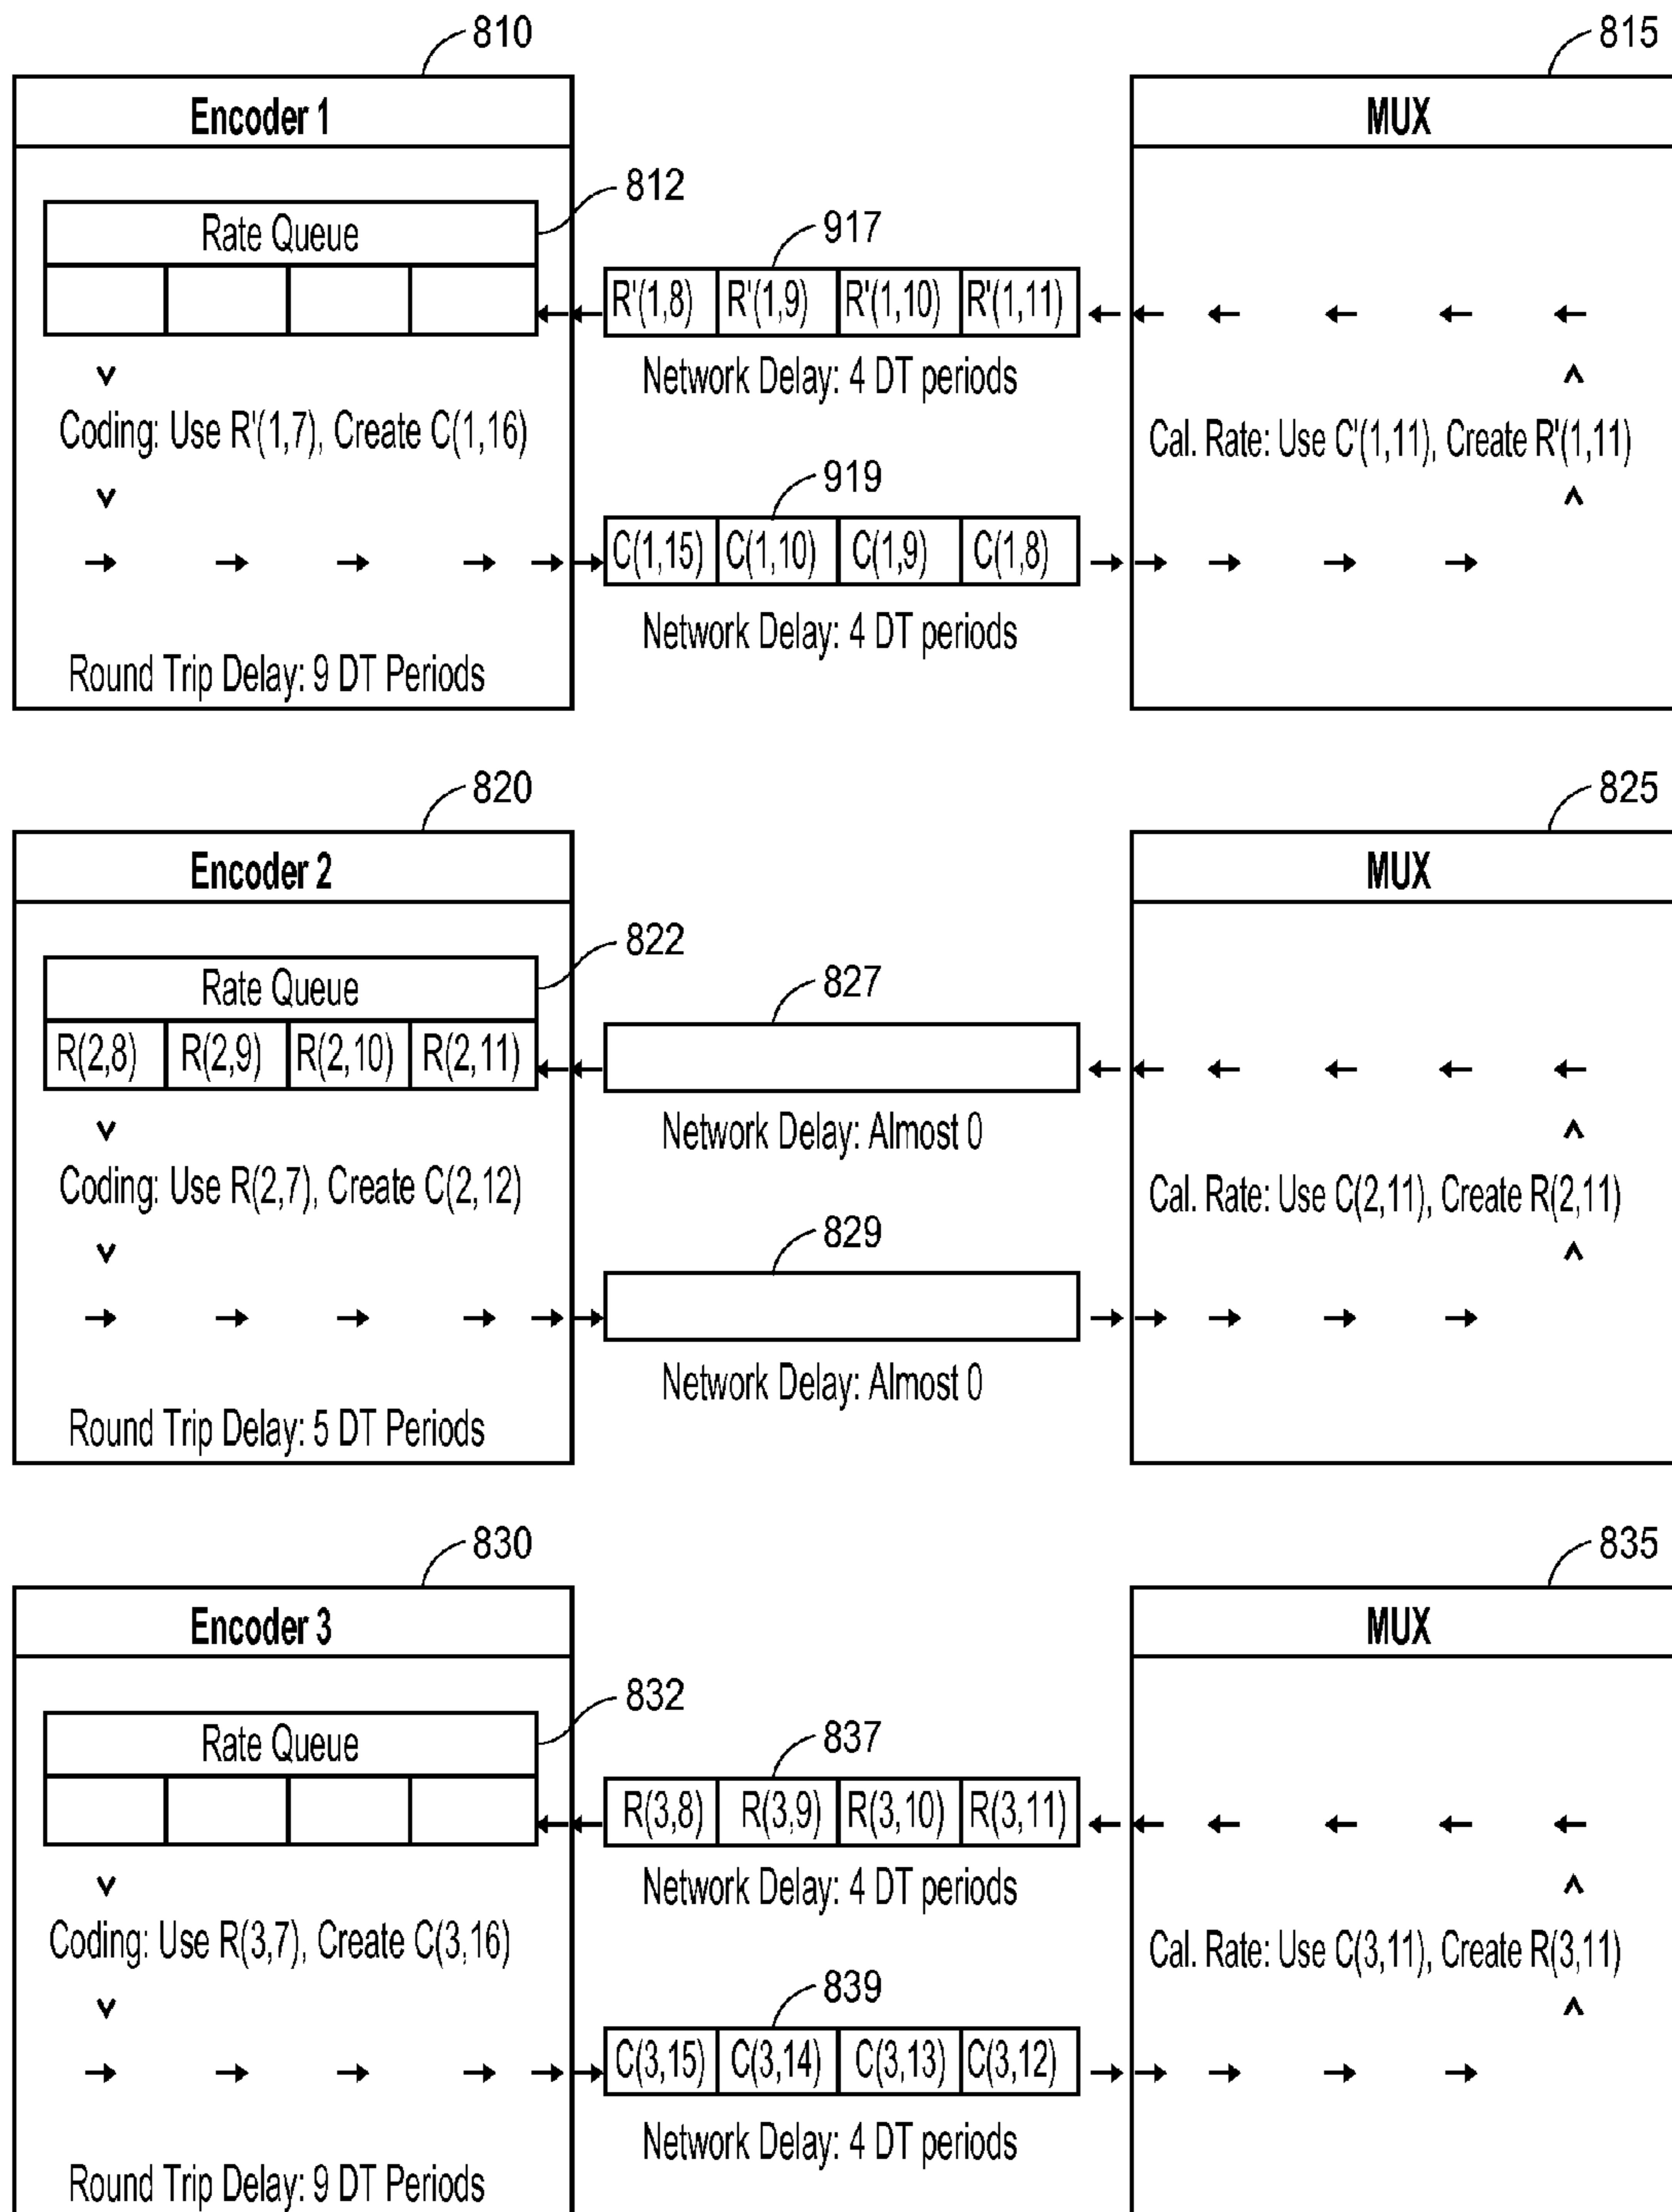 810
815
Encoder 1
MUX
812
Rate Queue
917
R'(1,8) R'(1,9) R'(1,10) R'(1,11)
Network Delay: 4 DT periods
Coding: Use R'(1,7), Create C(1,16)
Cal. Rate: Use C'(1,11), Create R'(1,11)
919
C(1,15) C(1,10) C(1,9) C(1,8)
Network Delay: 4 DT periods
Round Trip Delay: 9 DT Periods
820
825
Encoder 2
MUX
822
Rate Queue
827
R(2,8) R(2,9) R(2,10) R(2,11)
Network Delay: Almost 0
Coding: Use R(2,7), Create C(2,12)
Cal. Rate: Use C(2,11), Create R(2,11)
829
Network Delay: Almost 0
Round Trip Delay: 5 DT Periods
830
835
Encoder 3
MUX
832
Rate Queue
837
R(3,8) R(3,9) R(3,10) R(3,11)
Network Delay: 4 DT periods
Coding: Use R(3,7), Create C(3,16)
Cal. Rate: Use C(3,11), Create R(3,11)
839
C(3,15) C(3,14) C(3,13) C(3,12)
Network Delay: 4 DT periods
Round Trip Delay: 9 DT Periods